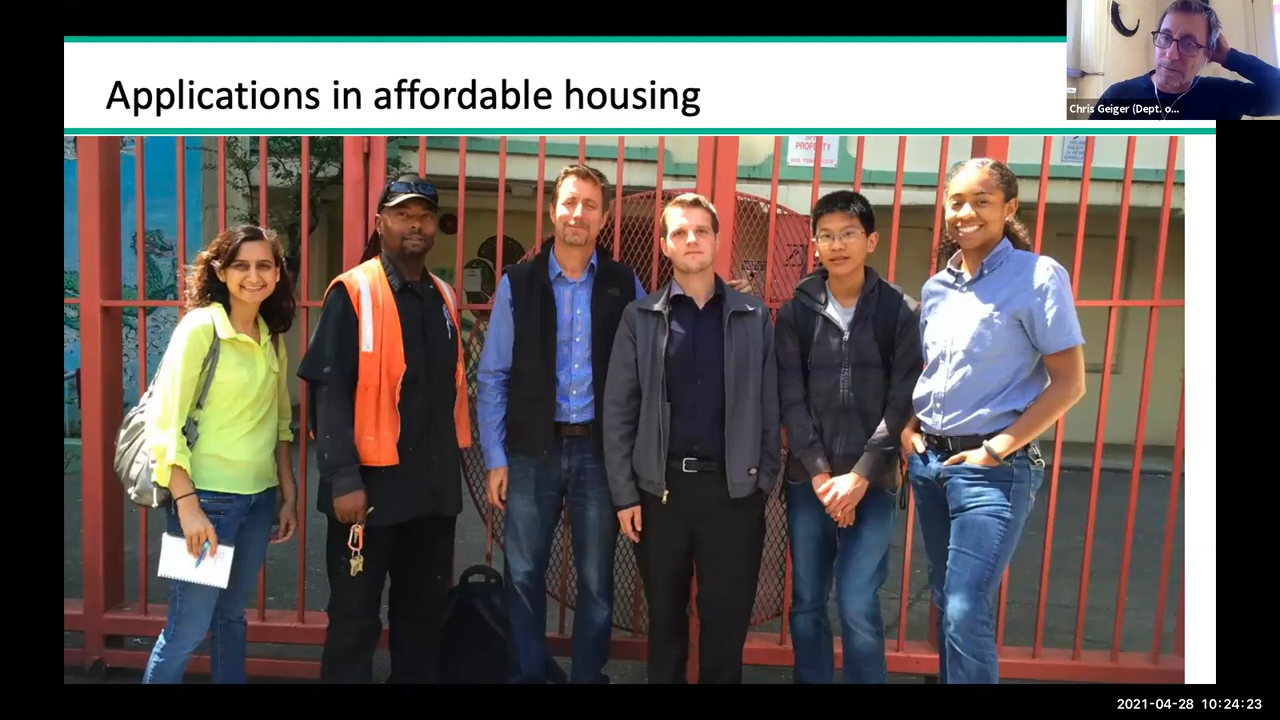 Applications in affordable housing
Chris Geiger (Dept. o...
PROPERTY
2021-04-28 10:24:23